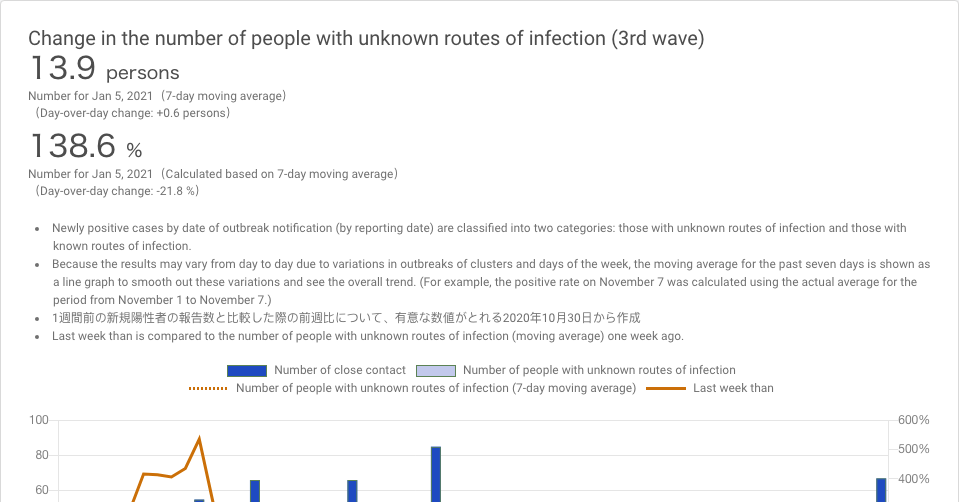 Change in the number of people with unknown routes of infection (3rd wave)
13.9 persons
Number for Jan 5, 2021（7-day moving average）
（Day-over-day change: +0.6 persons）
138.6 %
Number for Jan 5, 2021（Calculated based on 7-day moving average）
（Day-over-day change: -21.8 %）
• Newly positive cases by date of outbreak notification (by reporting date) are classified into two categories: those with unknown routes of infection and those with
known routes of infection.
• Because the results may vary from day to day due to variations in outbreaks of clusters and days of the week, the moving average for the past seven days is shown as
a line graph to smooth out these variations and see the overall trend. (For example, the positive rate on November 7 was calculated using the actual average for the
period from November 1 to November 7.)
• 1週間前の新規陽性者の報告数と比較した際の前週比について、有意な数値がとれる2020年10月30日から作成
• Last week than is compared to the number of people with unknown routes of infection (moving average) one week ago.
Number of close contact Number of people with unknown routes of infection
Number of people with unknown routes of infection (7-day moving average) Last week than
100 600%
500%
80
400%
60